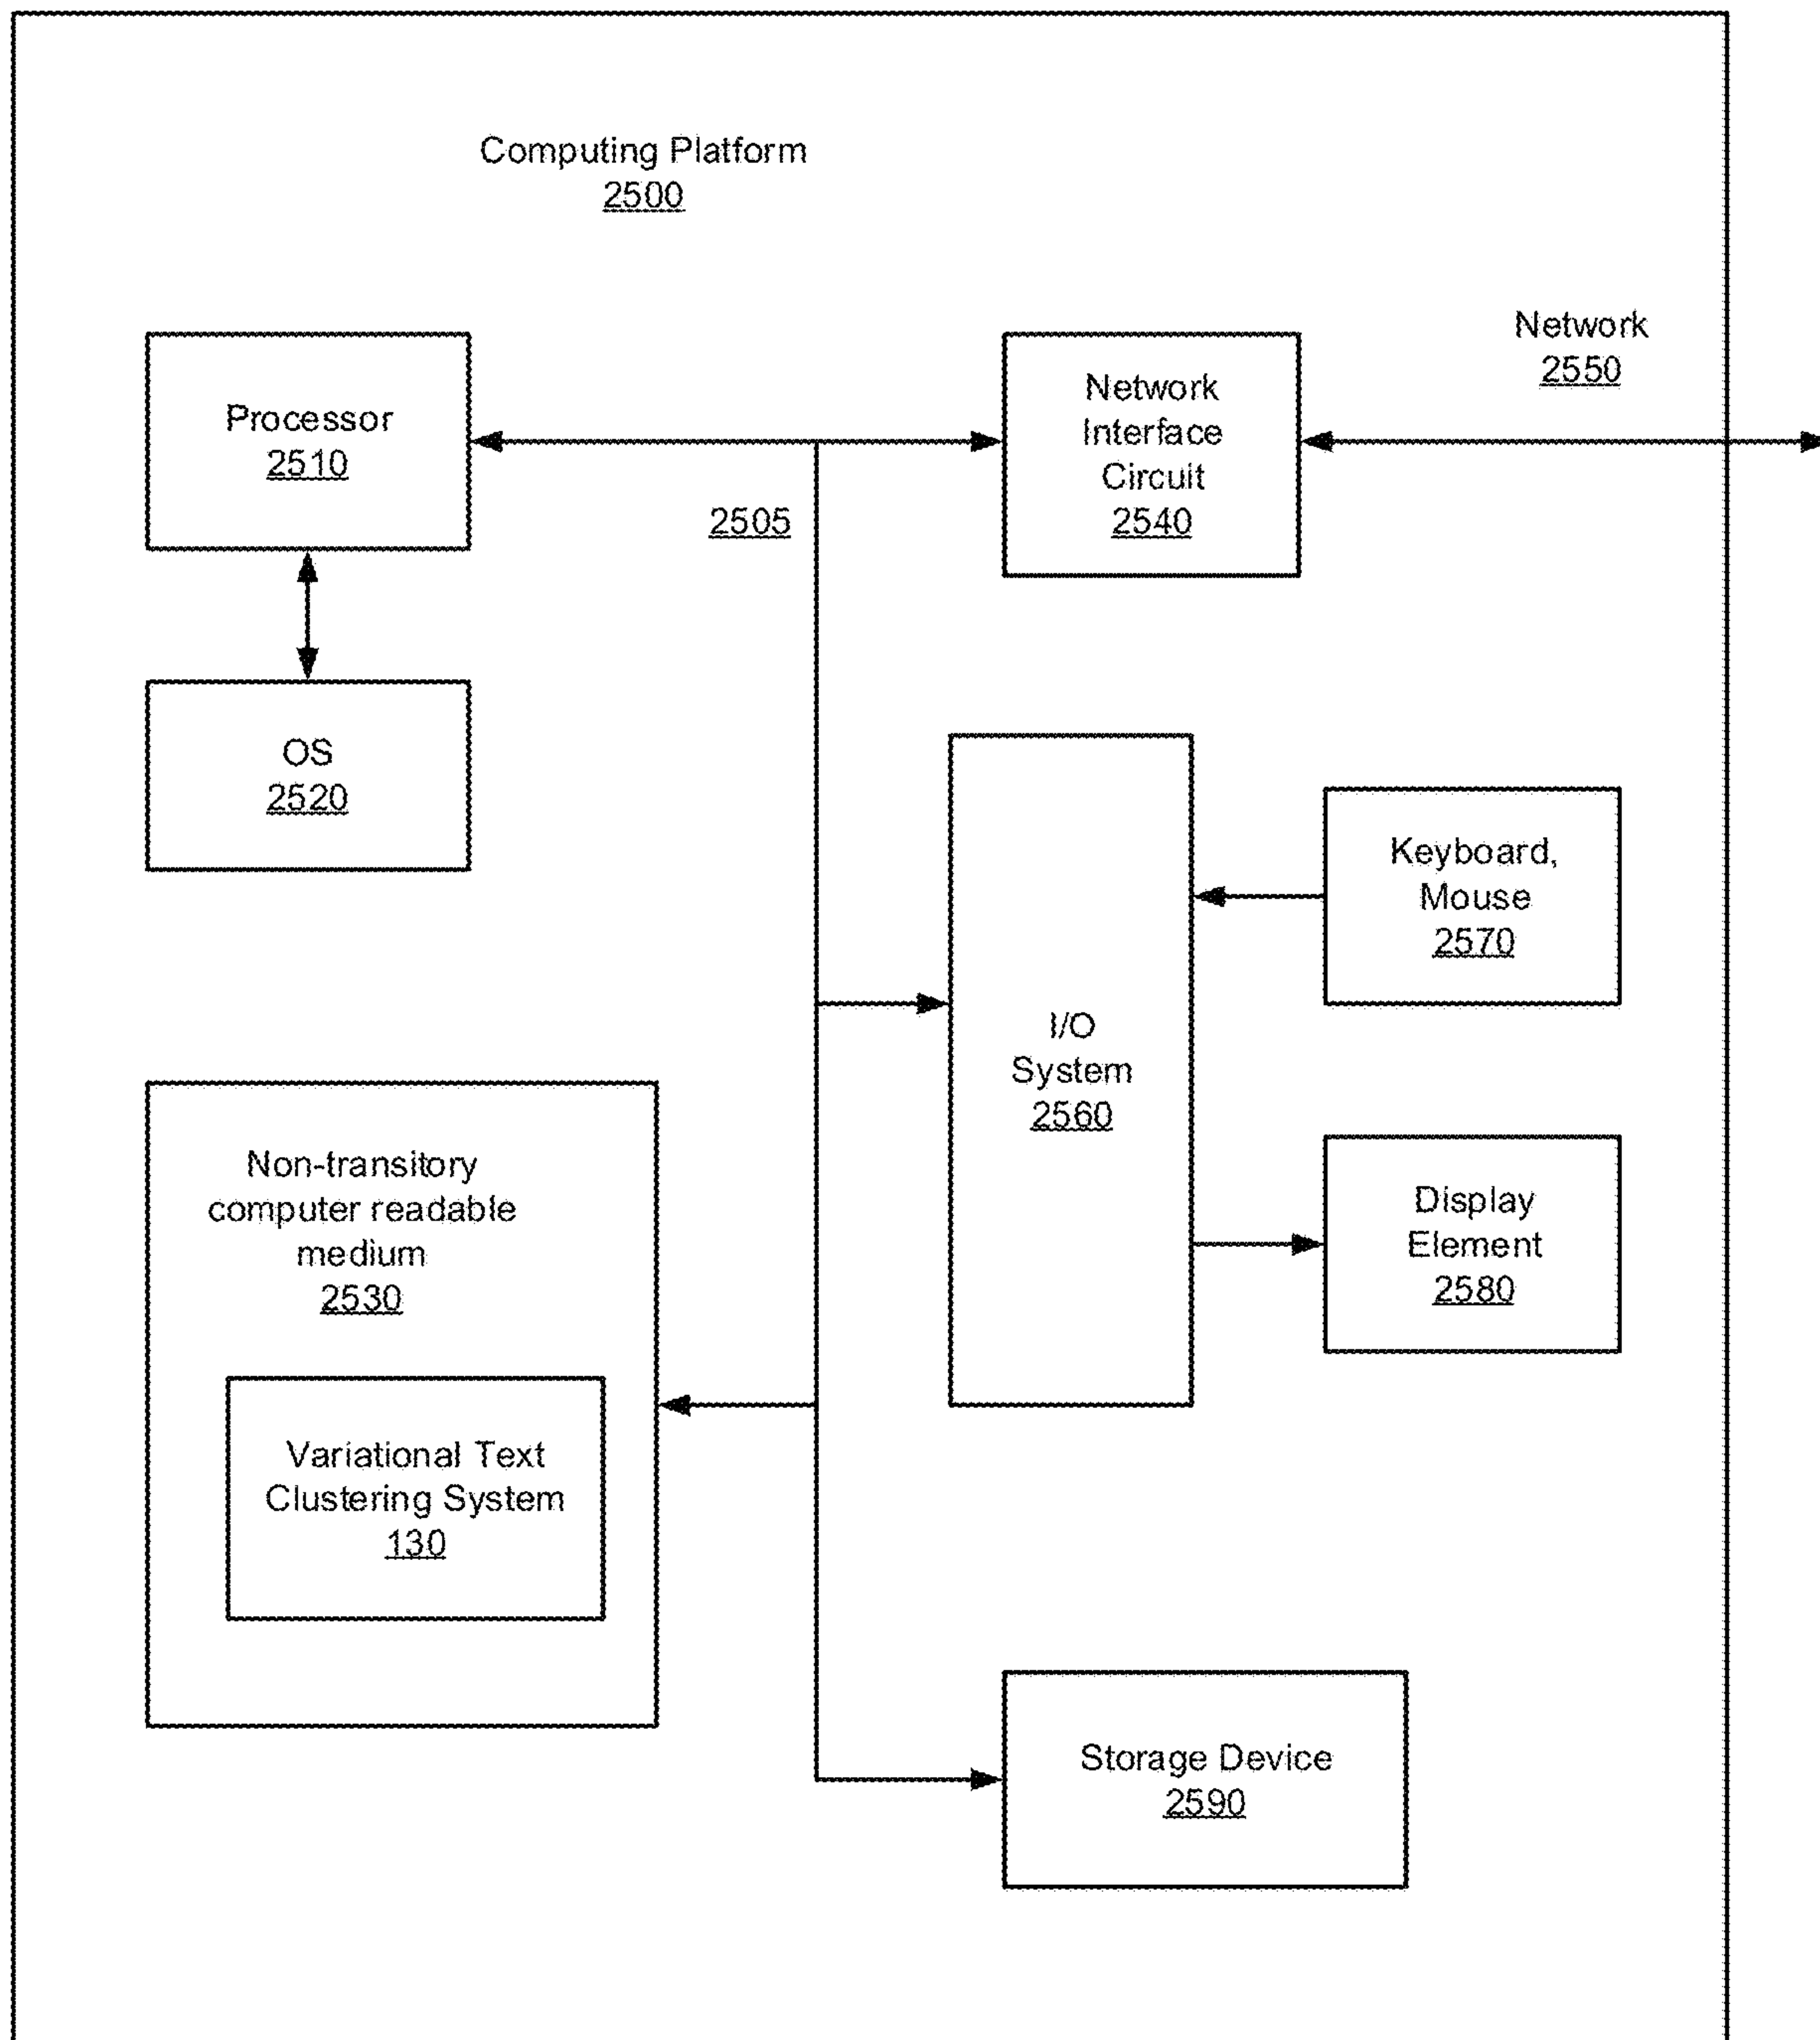 Computing Platform
2500
Network
2550
Processor
2510
Network
Interface
Circuit
2540
2505
OS
2520
Keyboard,
Mouse
2570
I/O
System
2560
Non-transitory
computer readable
medium
2530
Display
Element
2580
Variational Text
Clustering System
130
Storage Device
2590